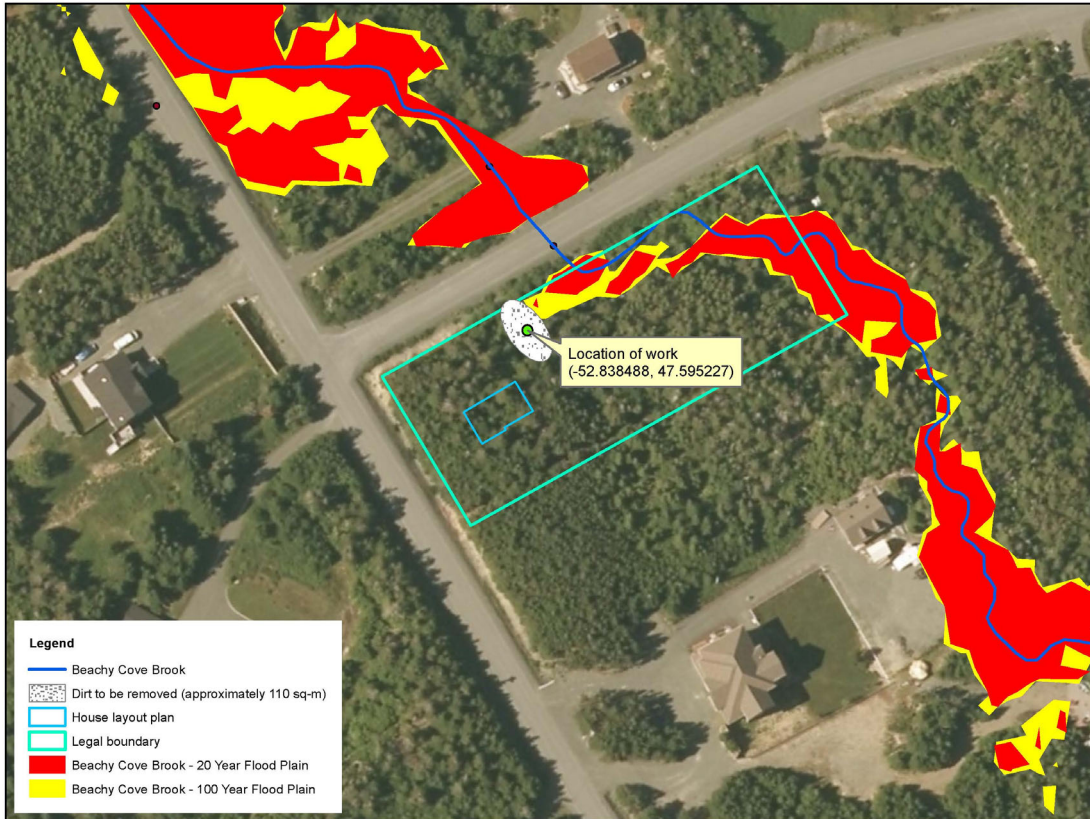 Location of work
(-52.838488, 47.595227)
Legend
Beachy Cove Brook
Dirt to be removed (approximately 110 sq-m)
House layout plan
Legal boundary
Beachy Cove Brook - 20 Year Flood Plain
Beachy Cove Brook - 100 Year Flood Plain